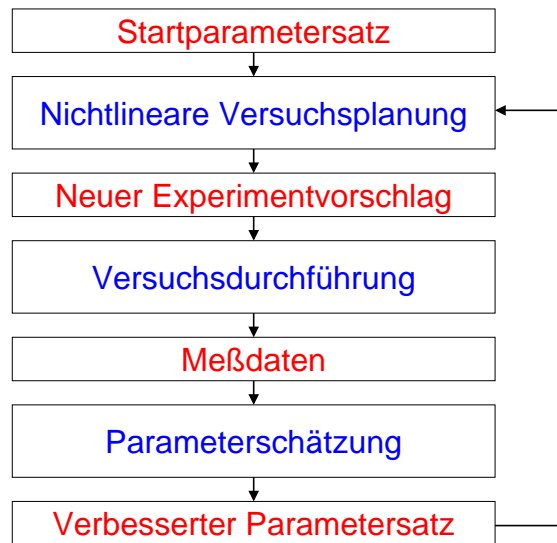 Startparametersatz
Nichtlineare Versuchsplanung
Neuer Experimentvorschlag
Versuchsdurchführung
Meßdaten
Parameterschätzung
Verbesserter Parametersatz